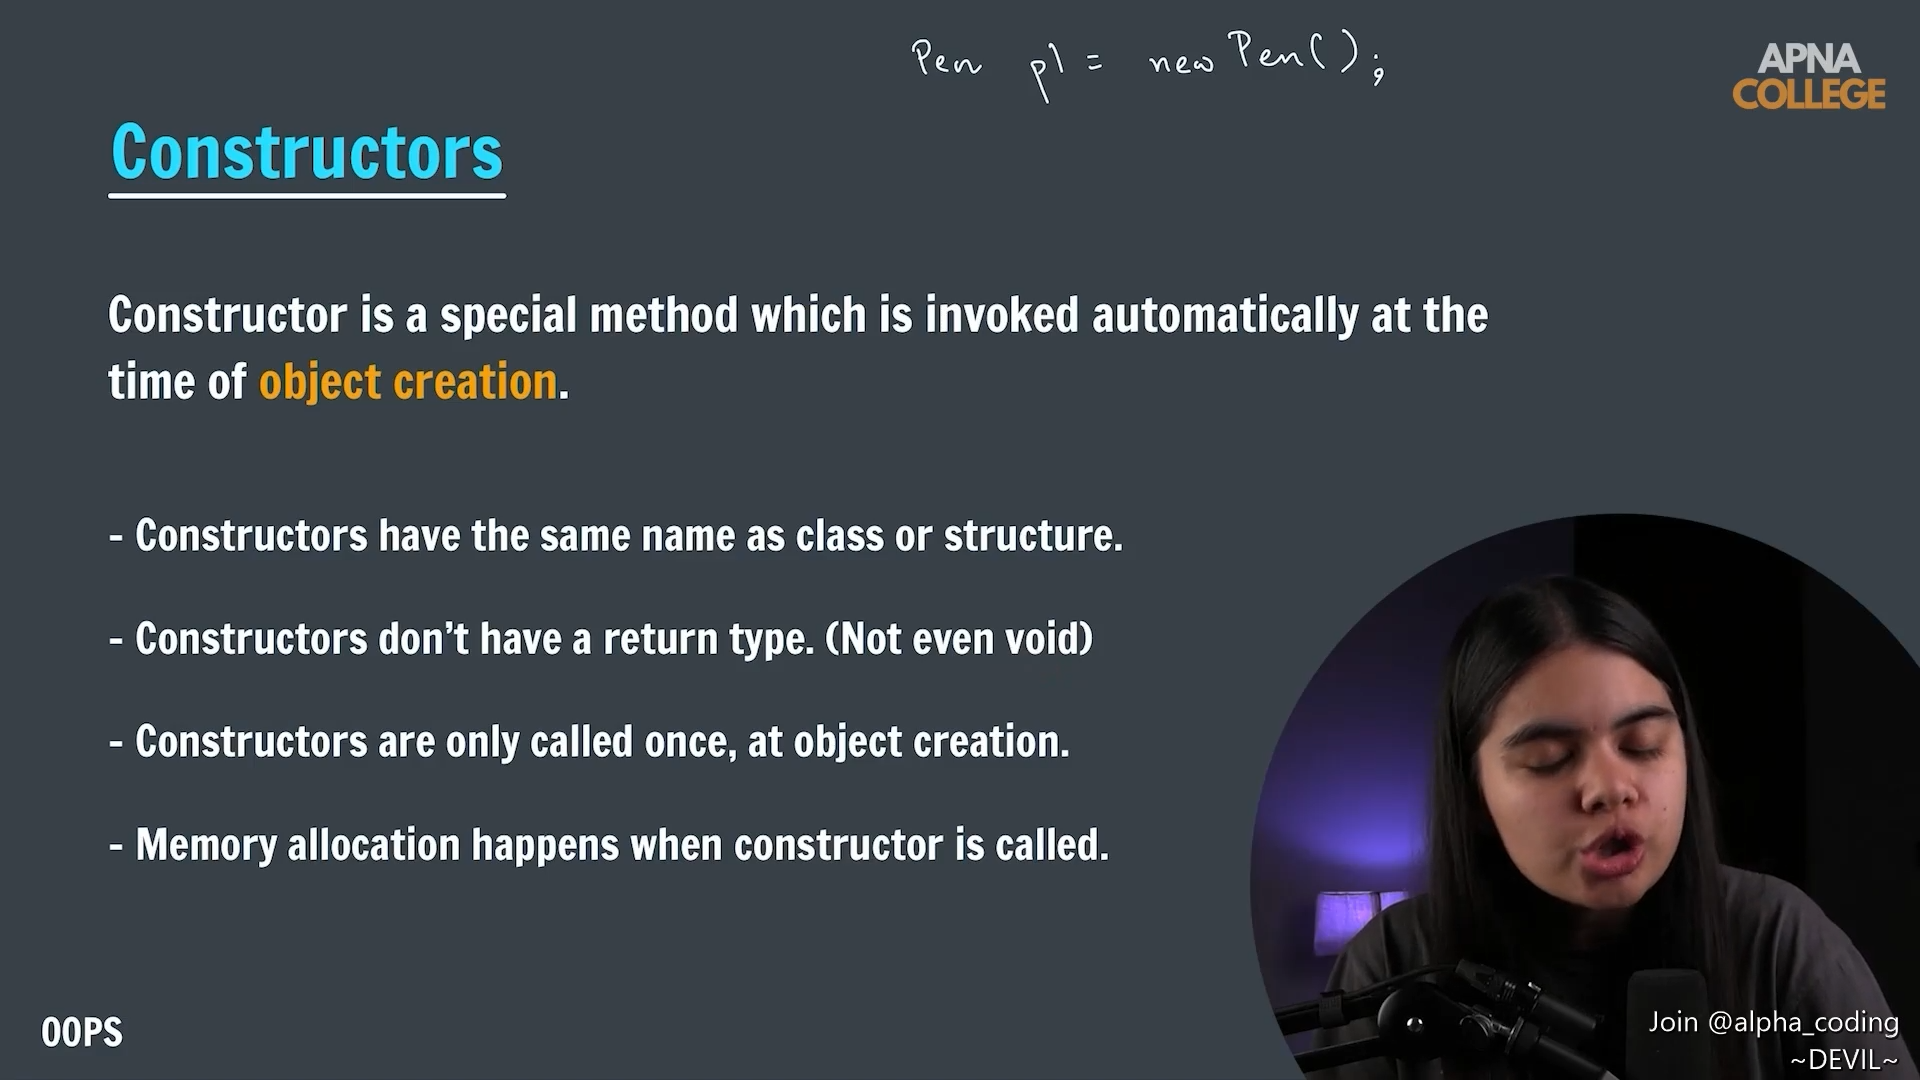 Pen p1 = new Pen();
APNA
COLLEGE
Constructors
Constructor is a special method which is invoked automatically at the
time of object creation.
- Constructors have the same name as class or structure.
- Constructors don’t have a return type. (Not even void)
- Constructors are only called once, at object creation.
- Memory allocation happens when constructor is called.
OOPS
Join @alpha_coding
~DEVIL~